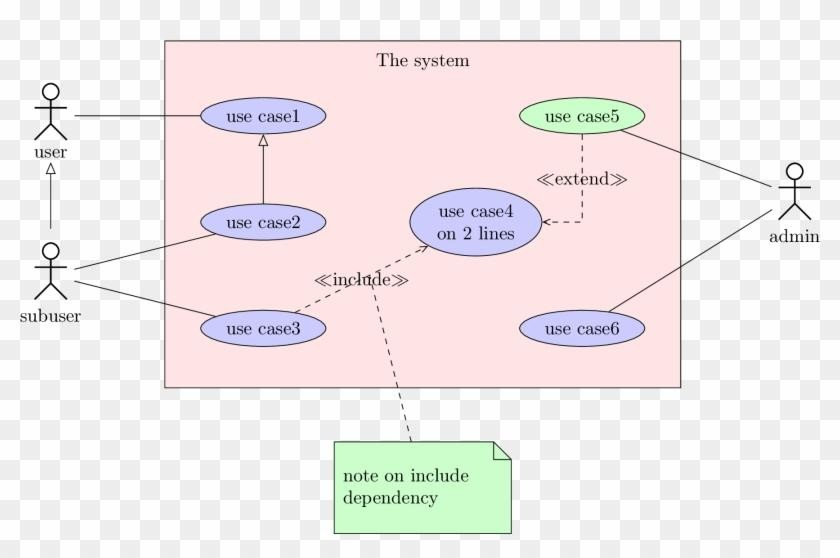 The system
user
use case1
use case5
≪extend≫
use case2
use case4
on 2 lines
admin
subuser
≪include≫
use case3
use case6
note on include
dependency